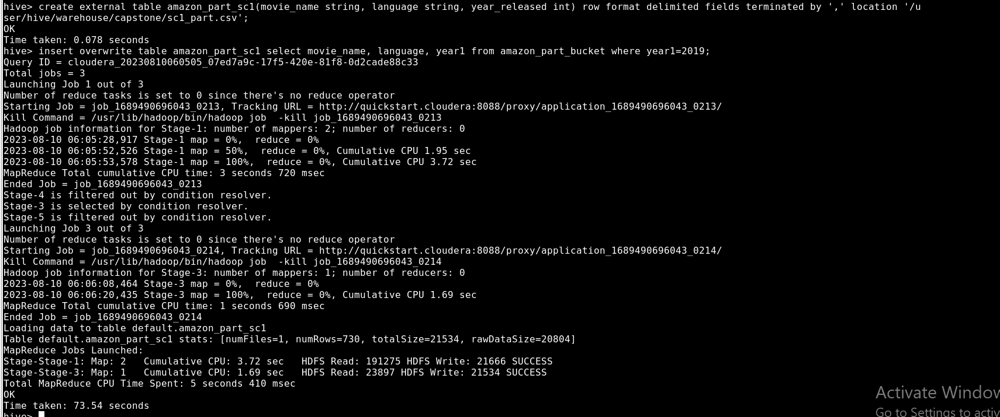 hive> create external table amazon_part_sc1(movie_name string, language string, year_released int) row format delimited fields terminated by ',' location '/u
ser/hive/warehouse/capstone/sc1_part.csv';
OK
Time taken: 0.078 seconds
hive> insert overwrite table amazon_part_sc1 select movie_name, language, year1 from amazon_part_bucket where year1=2019;
Query ID = cloudera_20230810060505_07ed7a9c-17f5-420e-81f8-0d2cade88c33
Total jobs = 3
Launching Job 1 out of 3
Number of reduce tasks is set to 0 since there's no reduce operator
Starting Job = job_1689490696043_0213, Tracking URL = http://quickstart.cloudera:8088/proxy/application_1689490696043_0213/
Kill Command = /usr/lib/hadoop/bin/hadoop job  -kill job_1689490696043_0213
Hadoop job information for Stage-1: number of mappers: 2; number of reducers: 0
2023-08-10 06:05:28,917 Stage-1 map = 0%,  reduce = 0%
2023-08-10 06:05:52,526 Stage-1 map = 50%,  reduce = 0%, Cumulative CPU 1.95 sec
2023-08-10 06:05:53,578 Stage-1 map = 100%,  reduce = 0%, Cumulative CPU 3.72 sec
MapReduce Total cumulative CPU time: 3 seconds 720 msec
Ended Job = job_1689490696043_0213
Stage-4 is filtered out by condition resolver.
Stage-3 is selected by condition resolver.
Stage-5 is filtered out by condition resolver.
Launching Job 3 out of 3
Number of reduce tasks is set to 0 since there's no reduce operator
Starting Job = job_1689490696043_0214, Tracking URL = http://quickstart.cloudera:8088/proxy/application_1689490696043_0214/
Kill Command = /usr/lib/hadoop/bin/hadoop job  -kill job_1689490696043_0214
Hadoop job information for Stage-3: number of mappers: 1; number of reducers: 0
2023-08-10 06:06:08,464 Stage-3 map = 0%,  reduce = 0%
2023-08-10 06:06:20,435 Stage-3 map = 100%,  reduce = 0%, Cumulative CPU 1.69 sec
MapReduce Total cumulative CPU time: 1 seconds 690 msec
Ended Job = job_1689490696043_0214
Loading data to table default.amazon_part_sc1
Table default.amazon_part_sc1 stats: [numFiles=1, numRows=730, totalSize=21534, rawDataSize=20804]
MapReduce Jobs Launched:
Stage-Stage-1: Map: 2   Cumulative CPU: 3.72 sec   HDFS Read: 191275 HDFS Write: 21666 SUCCESS
Stage-Stage-3: Map: 1   Cumulative CPU: 1.69 sec   HDFS Read: 23897 HDFS Write: 21534 SUCCESS
Total MapReduce CPU Time Spent: 5 seconds 410 msec
OK
Time taken: 73.54 seconds
hive>
Activate Window
Go to Settings to activ